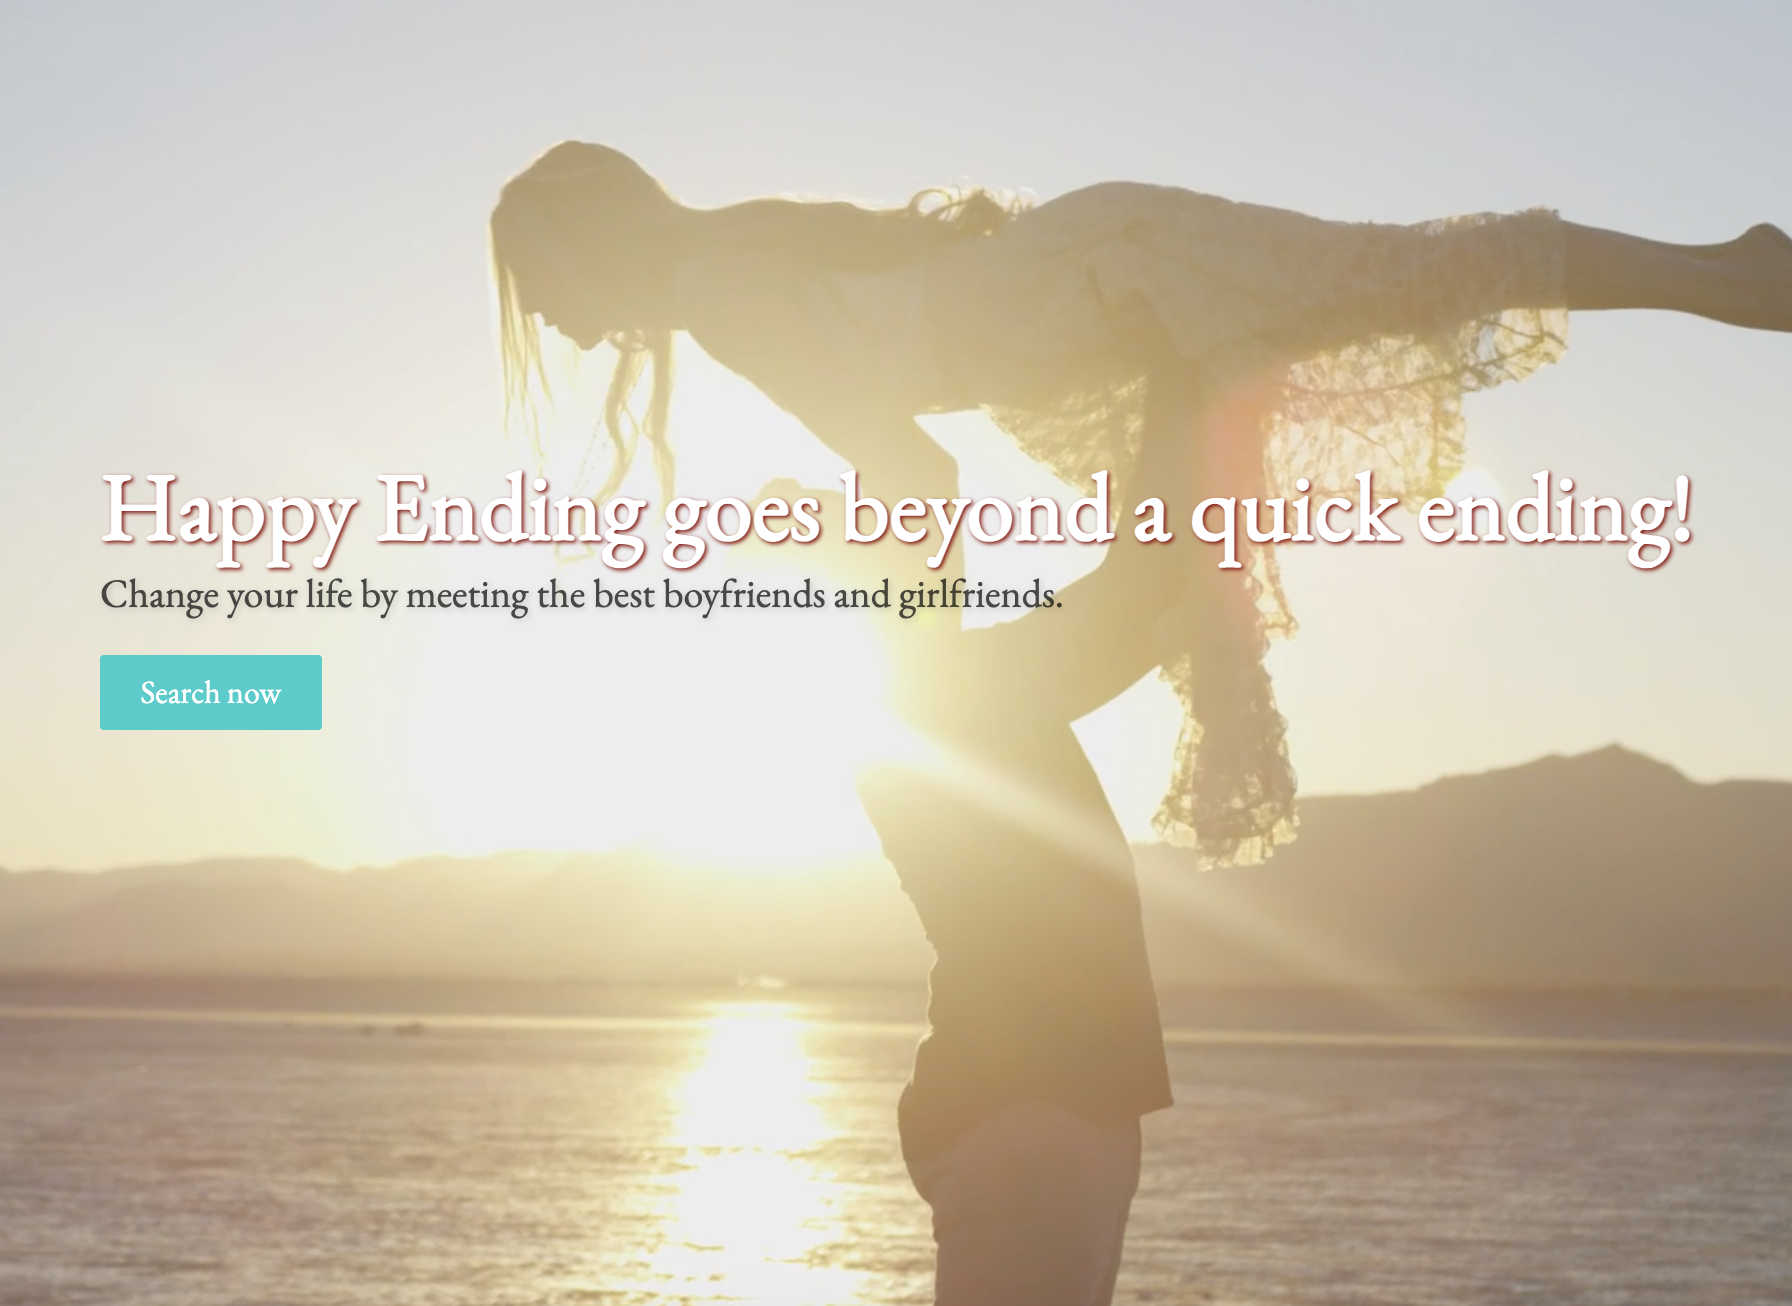 Happy Ending goes beyond a quick ending!
Change your life by meeting the best boyfriends and girlfriends.
Search now